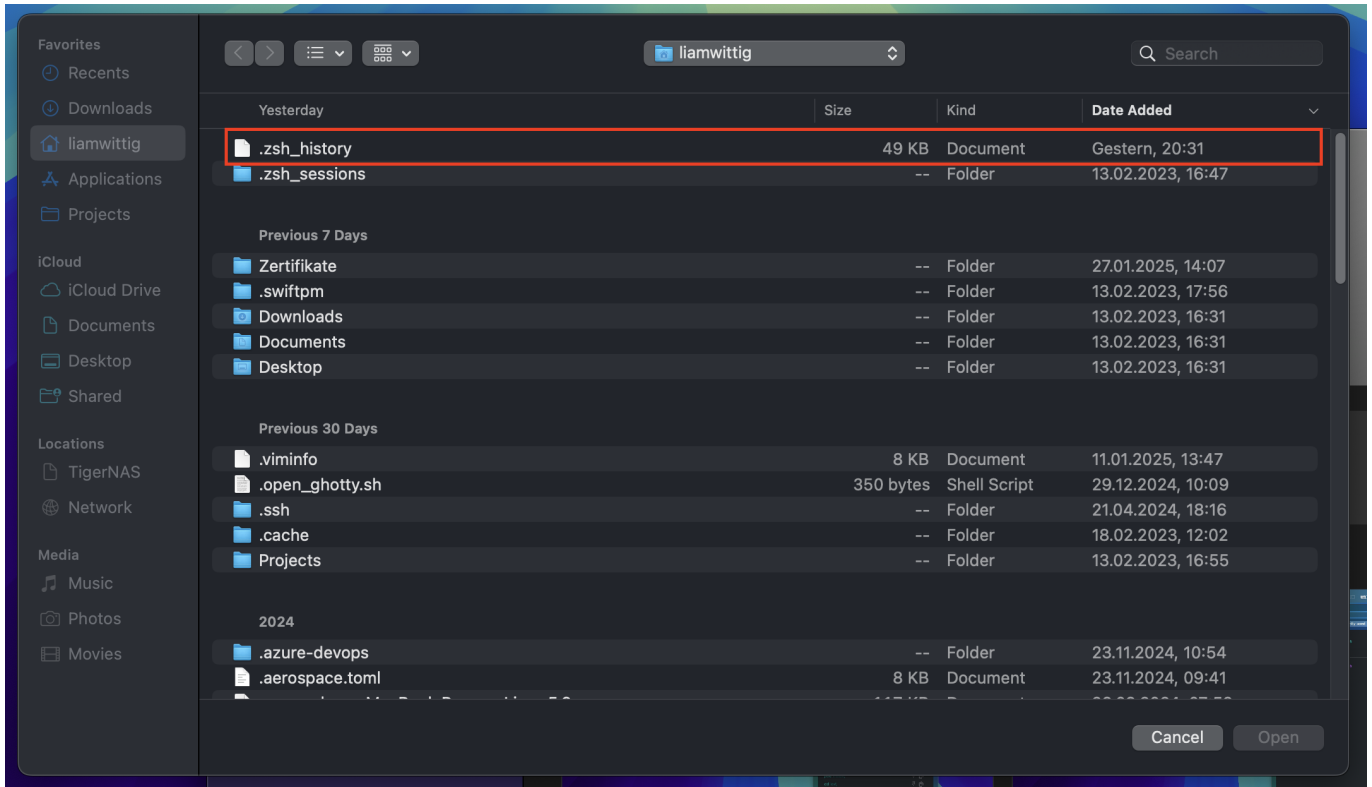 Favorites
Recents
Downloads
liamwittig
Applications
Projects
iCloud
iCloud Drive
Documents
Desktop
Shared
Locations
TigerNAS
Network
Media
Music
Photos
Movies
liamwittig
Search
Yesterday Size Kind Date Added
.zsh_history 49 KB Document Gestern, 20:31
.zsh_sessions -- Folder 13.02.2023, 16:47
Previous 7 Days
Zertifikate -- Folder 27.01.2025, 14:07
.swiftpm -- Folder 13.02.2023, 17:56
Downloads -- Folder 13.02.2023, 16:31
Documents -- Folder 13.02.2023, 16:31
Desktop -- Folder 13.02.2023, 16:31
Previous 30 Days
.viminfo 8 KB Document 11.01.2025, 13:47
.open_ghotty.sh 350 bytes Shell Script 29.12.2024, 10:09
.ssh -- Folder 21.04.2024, 18:16
.cache -- Folder 18.02.2023, 12:02
Projects -- Folder 13.02.2023, 16:55
2024
.azure-devops -- Folder 23.11.2024, 10:54
.aerospace.toml 8 KB Document 23.11.2024, 09:41
Cancel Open